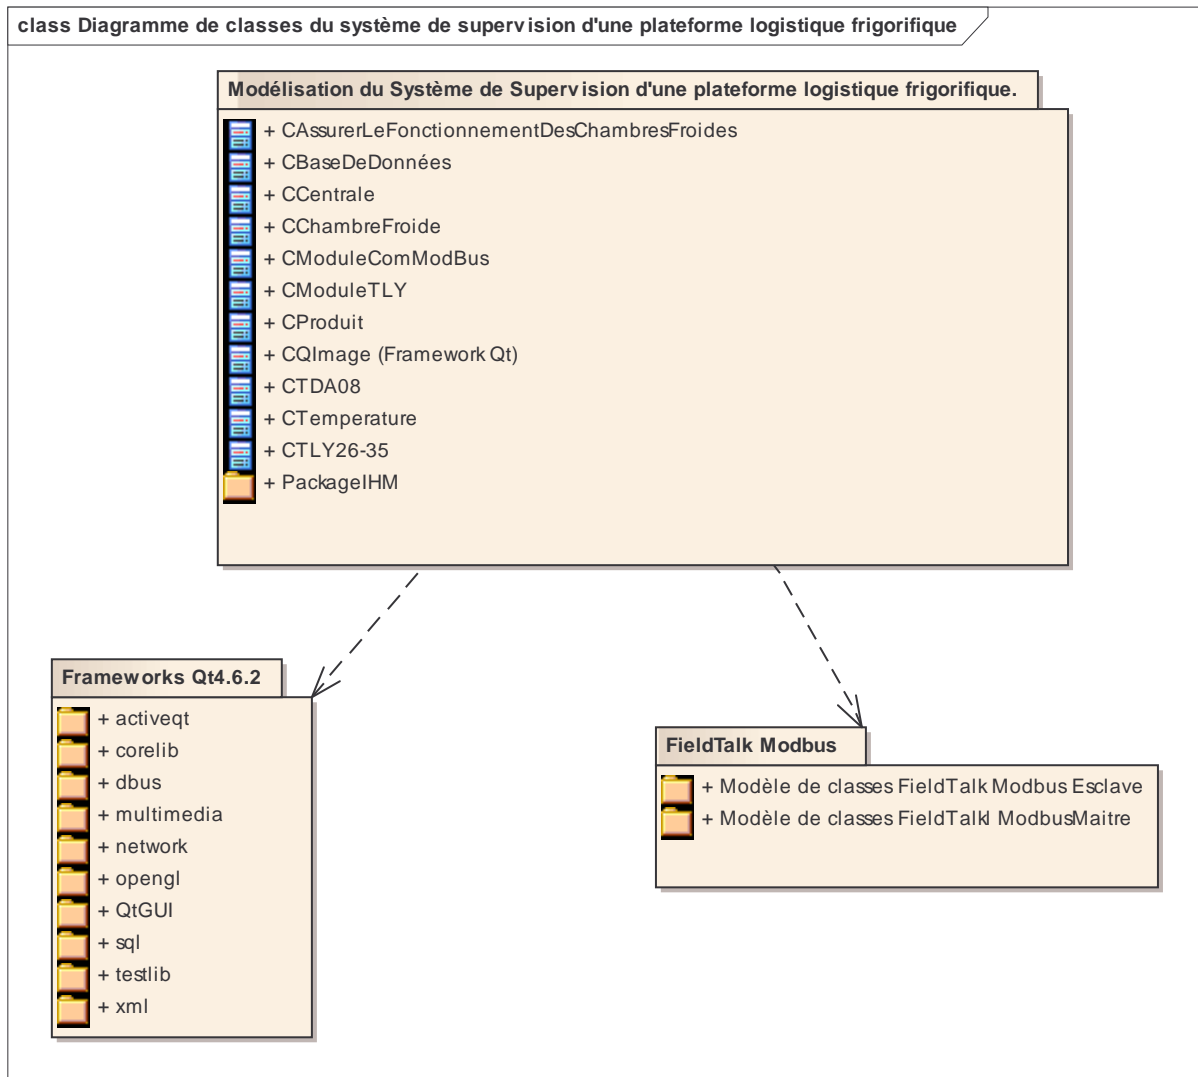 class Diagramme de classes du système de supervision d'une plateforme logistique frigorifique
Modélisation du Système de Supervision d'une plateforme logistique frigorifique.
+ CAssurerLeFonctionnementDesChambresFroides
+ CBaseDeDonnées
+ CCentrale
+ CChambreFroide
+ CModuleComModBus
+ CModuleTLY
+ CProduit
+ CQImage (Framework Qt)
+ CTDA08
+ CTemperature
+ CTLY26-35
+ PackageIHM
Frameworks Qt4.6.2
+ activeqt
+ corelib
+ dbus
+ multimedia
+ network
+ opengl
+ QtGUI
+ sql
+ testlib
+ xml
FieldTalk Modbus
+ Modèle de classes FieldTalk Modbus Esclave
+ Modèle de classes FieldTalkl ModbusMaitre